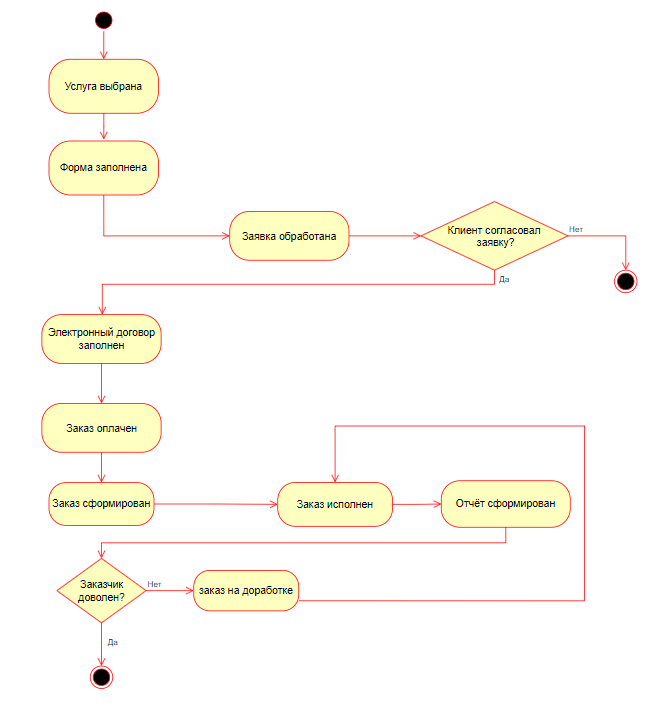 Услуга выбрана
Форма заполнена
Заявка обработана
Клиент согласовал
заявку?
Нет
Да
Электронный договор
заполнен
Заказ оплачен
Заказ сформирован
Заказ исполнен
Отчёт сформирован
Заказчик
доволен?
Нет
заказ на доработке
Да